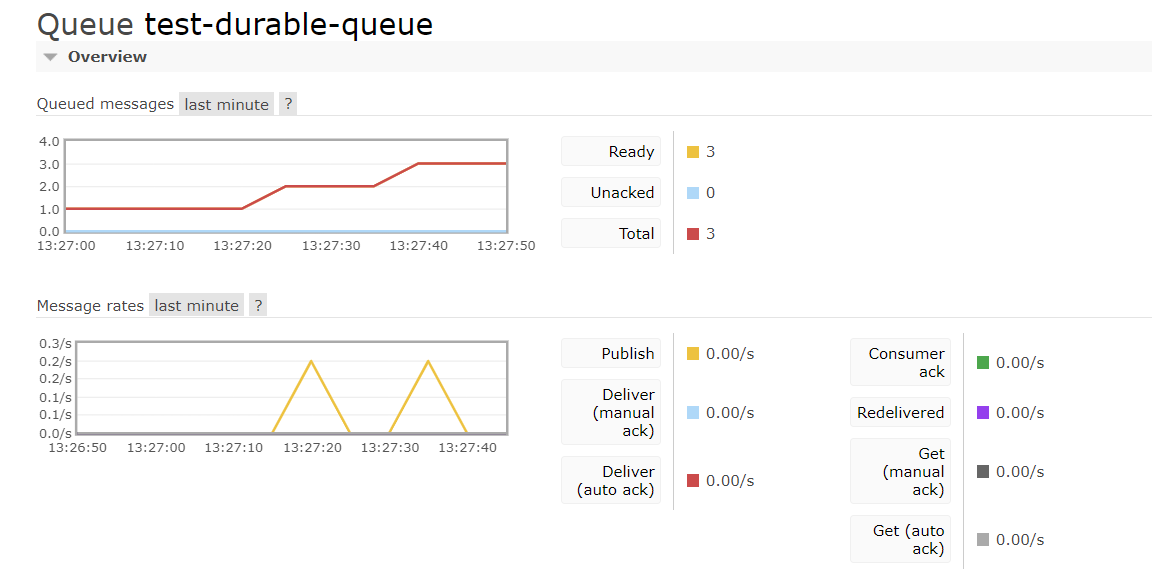 Queue test-durable-queue
Overview
Queued messages last minute ?
4.0
3.0
2.0
1.0
0.0
13:27:00 13:27:10 13:27:20 13:27:30 13:27:40 13:27:50
Ready 3
Unacked 0
Total 3
Message rates last minute ?
0.3/s
0.2/s
0.2/s
0.1/s
0.1/s
0.0/s
13:26:50 13:27:00 13:27:10 13:27:20 13:27:30 13:27:40
Publish 0.00/s
Deliver
(manual 0.00/s
ack)
Deliver
(auto ack) 0.00/s
Consumer
ack 0.00/s
Redelivered 0.00/s
Get
(manual 0.00/s
ack)
Get (auto
ack) 0.00/s